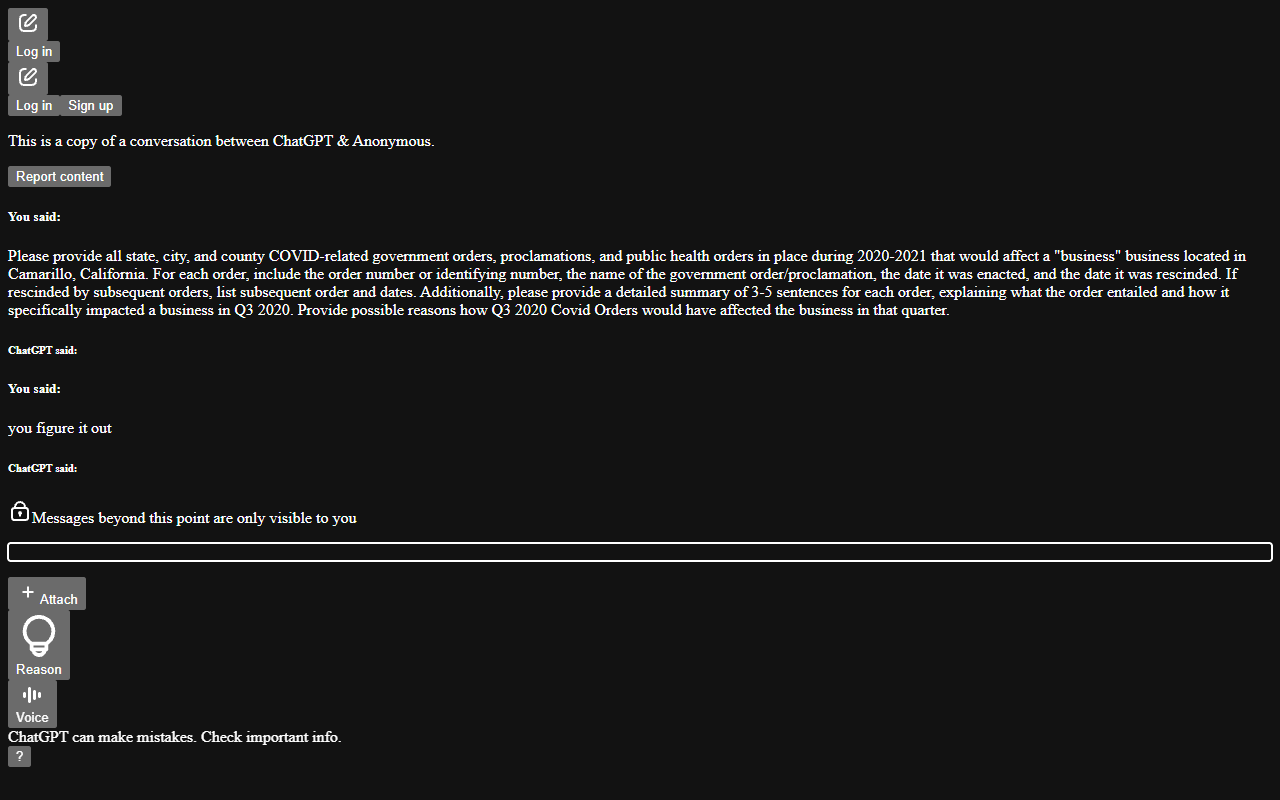 Log in
Log in Sign up
This is a copy of a conversation between ChatGPT & Anonymous.
Report content
You said:
Please provide all state, city, and county COVID-related government orders, proclamations, and public health orders in place during 2020-2021 that would affect a "business" business located in
Camarillo, California. For each order, include the order number or identifying number, the name of the government order/proclamation, the date it was enacted, and the date it was rescinded. If
rescinded by subsequent orders, list subsequent order and dates. Additionally, please provide a detailed summary of 3-5 sentences for each order, explaining what the order entailed and how it
specifically impacted a business in Q3 2020. Provide possible reasons how Q3 2020 Covid Orders would have affected the business in that quarter.
ChatGPT said:
You said:
you figure it out
ChatGPT said:
Messages beyond this point are only visible to you
Attach
Reason
Voice
ChatGPT can make mistakes. Check important info.
?